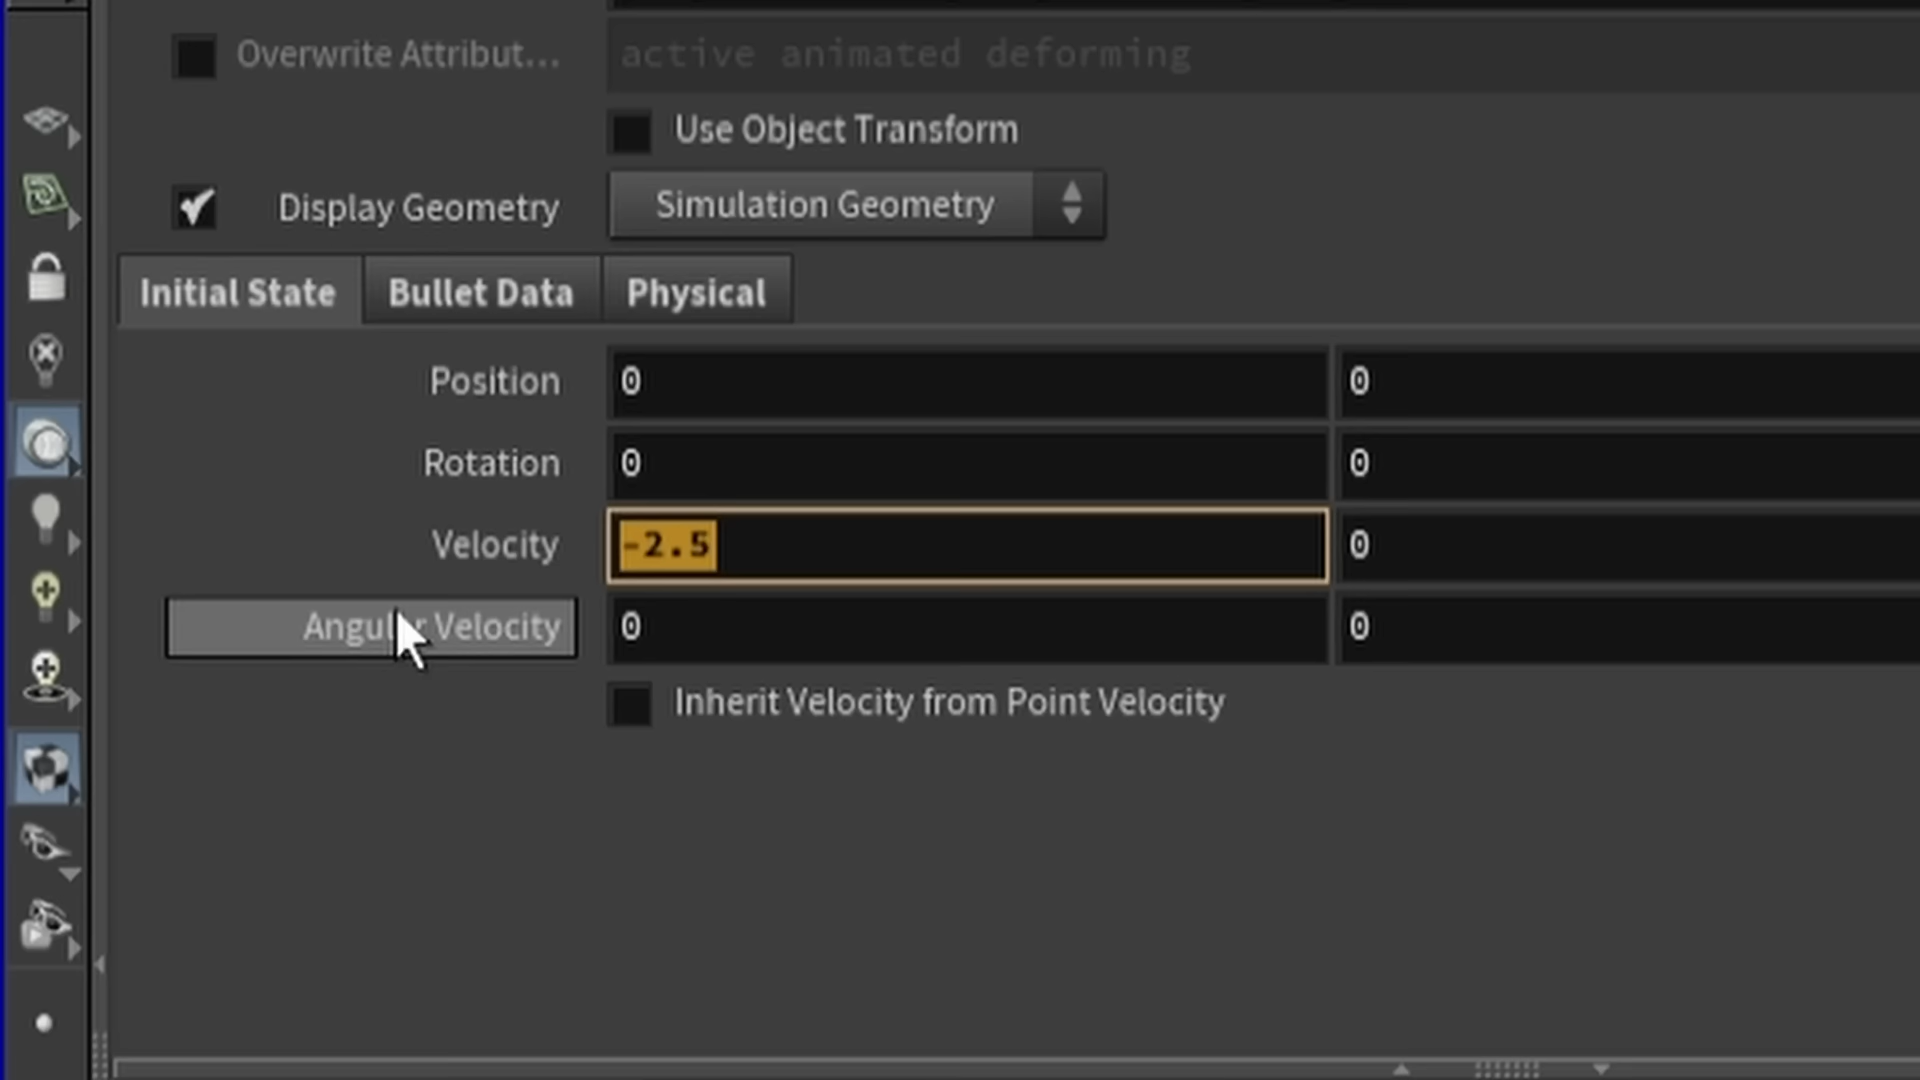 Overwrite Attribut... active animated deforming
Use Object Transform
Display Geometry Simulation Geometry
Initial State Bullet Data Physical
Position 0 0
Rotation 0 0
Velocity -2.5 0
Angular Velocity 0 0
Inherit Velocity from Point Velocity